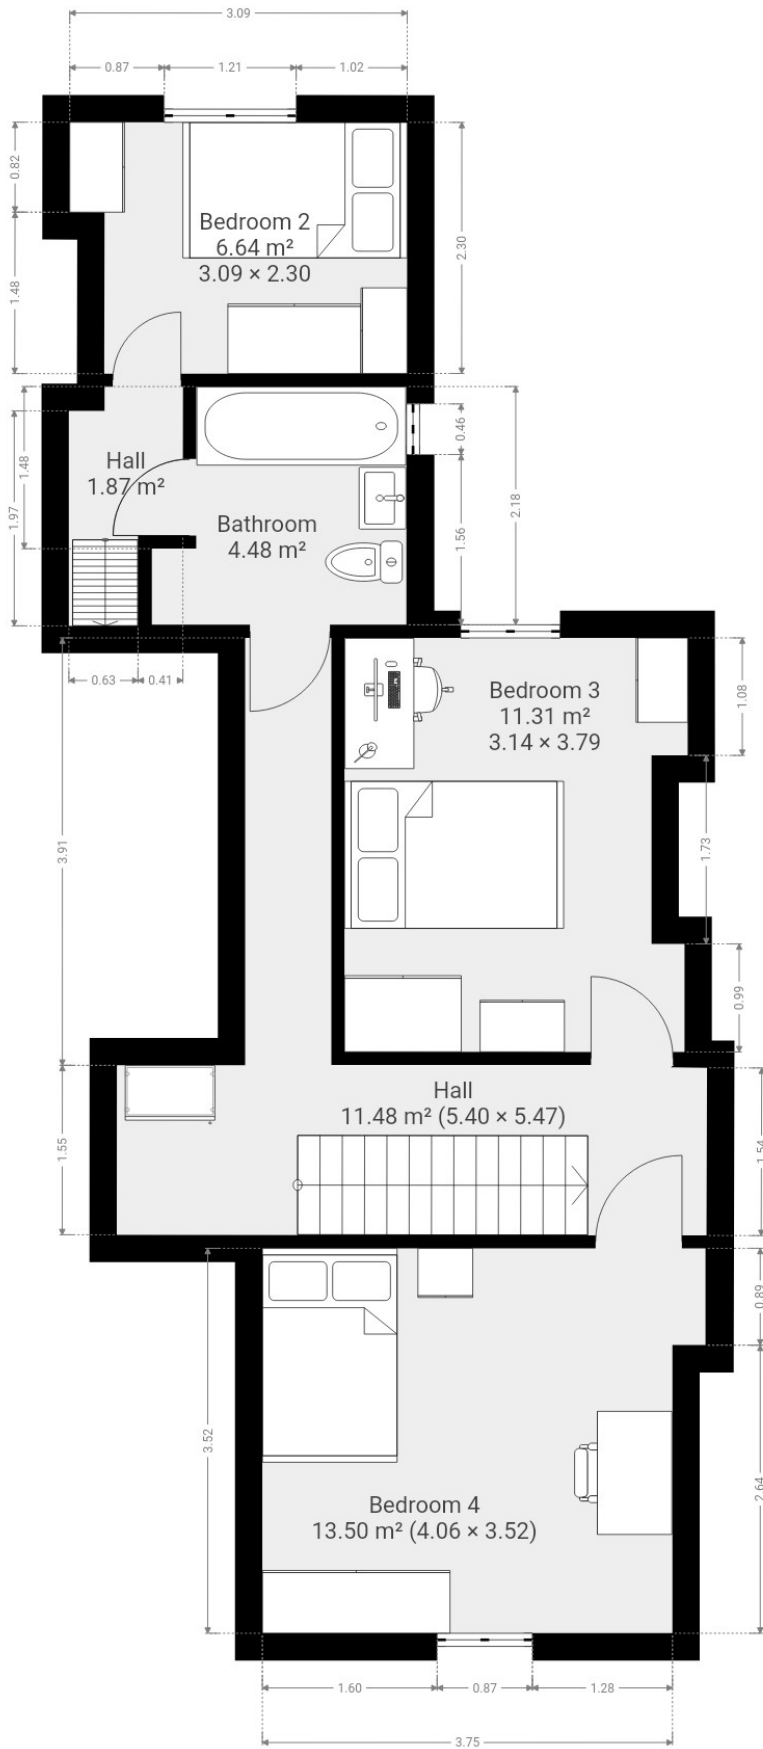 3.09
0.87
1.21
1.02
0.82
Bedroom 2
6.64 m²
3.09 × 2.30
2.30
1.48
0.46
Hall
1.87 m²
1.48
1.97
Bathroom
4.48 m²
2.18
1.56
0.63
0.41
Bedroom 3
11.31 m²
3.14 × 3.79
1.08
1.73
3.91
0.99
Hall
11.48 m² (5.40 × 5.47)
1.55
1.54
0.89
3.52
2.64
Bedroom 4
13.50 m² (4.06 × 3.52)
1.60
0.87
1.28
3.75